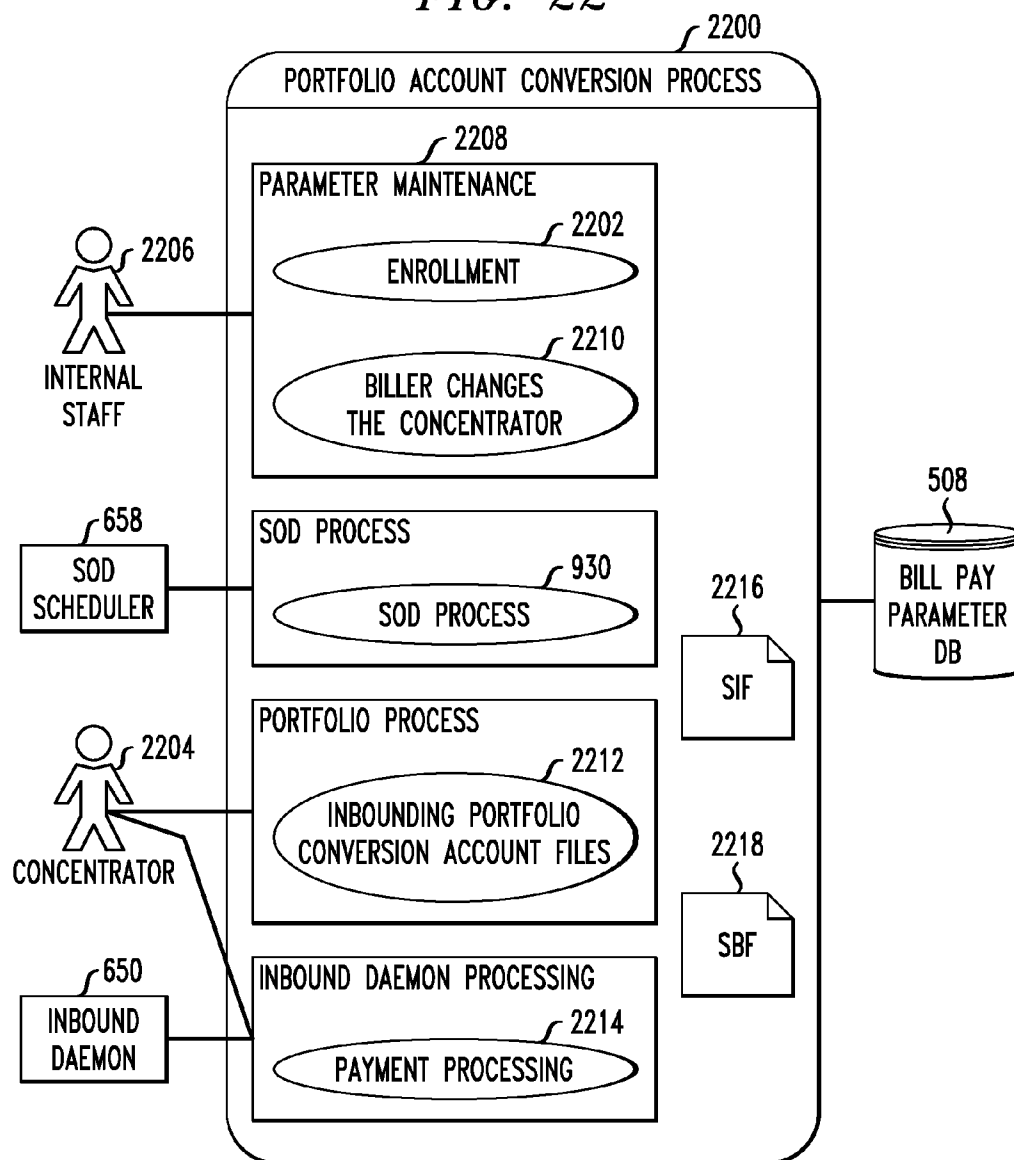 FIG. 22
2200
PORTFOLIO ACCOUNT CONVERSION PROCESS
2208
PARAMETER MAINTENANCE
2202
ENROLLMENT
2206
INTERNAL
STAFF
2210
BILLER CHANGES
THE CONCENTRATOR
658
SOD
SCHEDULER
SOD PROCESS
930
SOD PROCESS
508
BILL PAY
PARAMETER
DB
2216
SIF
2204
CONCENTRATOR
PORTFOLIO PROCESS
2212
INBOUNDING PORTFOLIO
CONVERSION ACCOUNT FILES
2218
SBF
650
INBOUND
DAEMON
INBOUND DAEMON PROCESSING
2214
PAYMENT PROCESSING